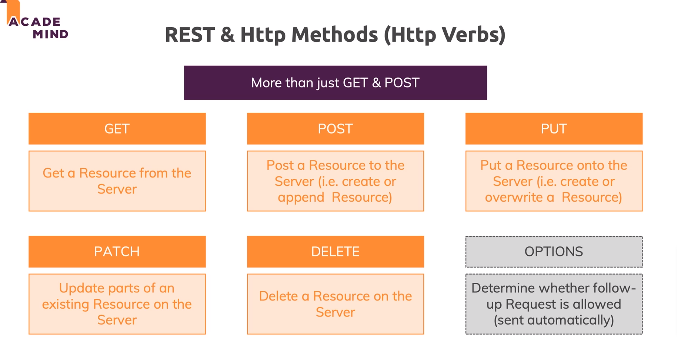 ACADE
MIND
REST & Http Methods (Http Verbs)
More than just GET & POST
GET
POST
PUT
Get a Resource from the
Server
Post a Resource to the
Server (i.e. create or
append Resource)
Put a Resource onto the
Server (i.e. create or
overwrite a Resource)
PATCH
DELETE
OPTIONS
Update parts of an
existing Resource on the
Server
Delete a Resource on the
Server
Determine whether follow-
up Request is allowed
(sent automatically)